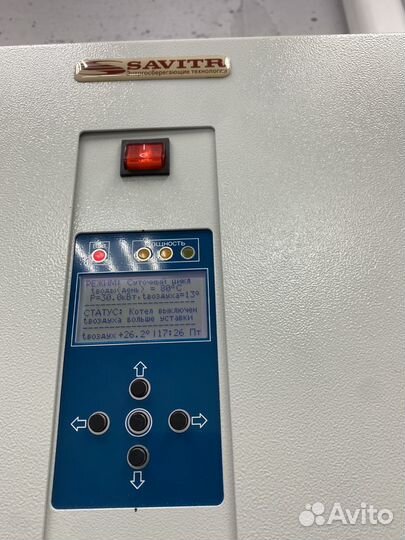 SAVITR
Энергосберегающие технологии
Мощность
РЕЖИМ: Суточный цикл
tводы(день) = 80°C
P=30.0кВт.tвоздуха=13°
СТАТУС: Котел выключен
tвоздуха больше уставки
tвоздух +26.2°|17:26 Пт
Avito